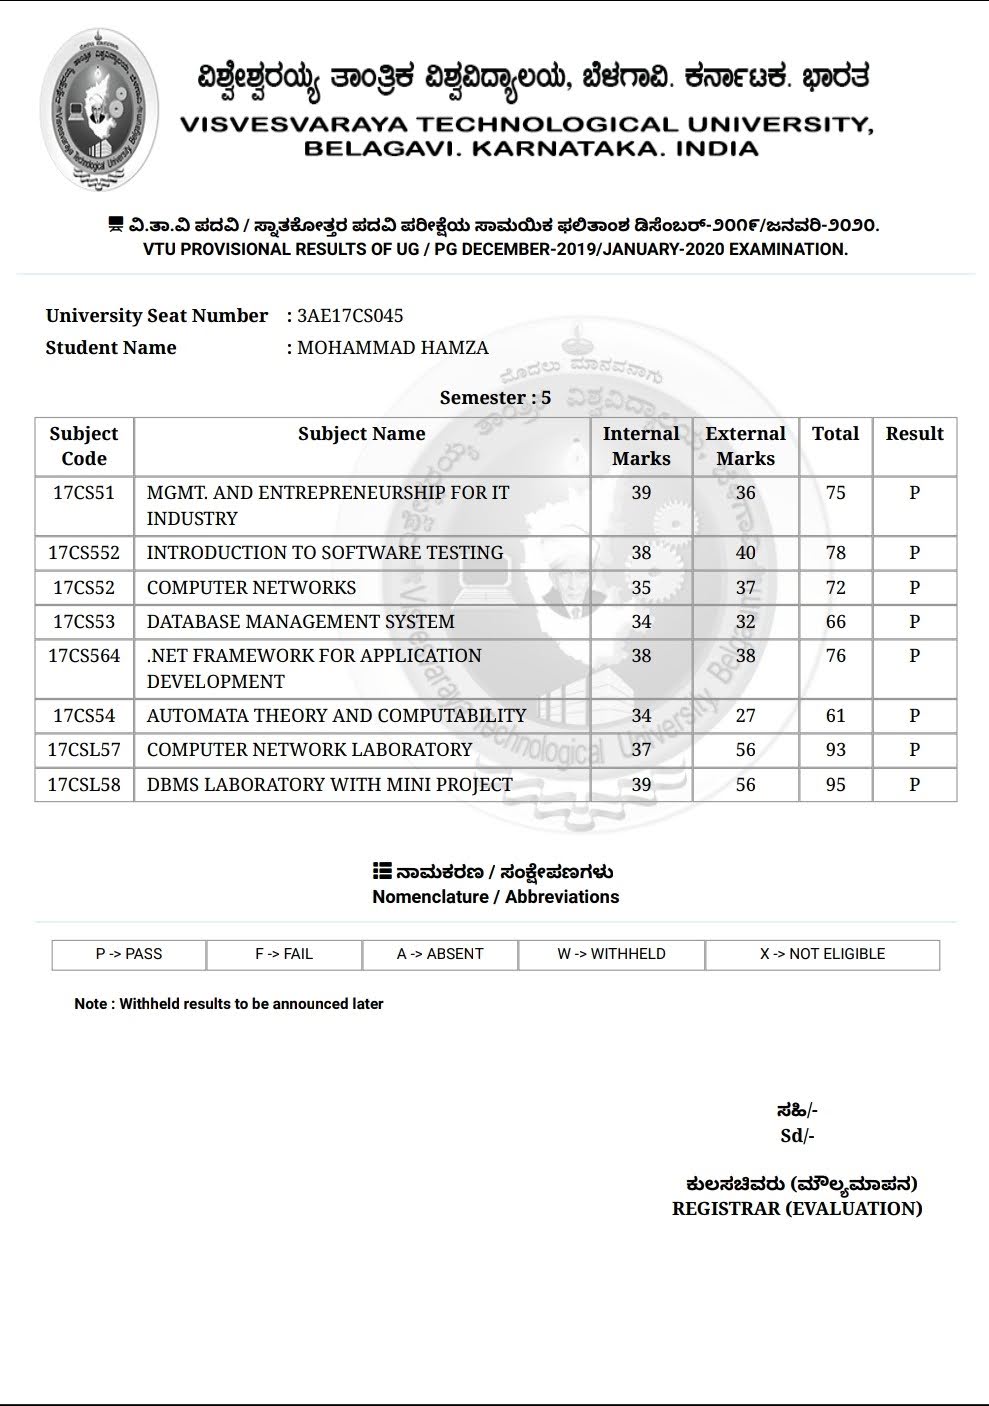 ವಿಶ್ವೇಶ್ವರಯ್ಯ ತಾಂತ್ರಿಕ ವಿಶ್ವವಿದ್ಯಾಲಯ, ಬೆಳಗಾವಿ. ಕರ್ನಾಟಕ. ಭಾರತ
VISVESVARAYA TECHNOLOGICAL UNIVERSITY,
BELAGAVI. KARNATAKA. INDIA
ವಿ.ತಾ.ವಿ ಪದವಿ / ಸ್ನಾತಕೋತ್ತರ ಪದವಿ ಪರೀಕ್ಷೆಯ ಸಾಮಯಿಕ ಫಲಿತಾಂಶ ಡಿಸೆಂಬರ್-೨೦೧೯/ಜನವರಿ-೨೦೨೦.
VTU PROVISIONAL RESULTS OF UG / PG DECEMBER-2019/JANUARY-2020 EXAMINATION.
University Seat Number : 3AE17CS045
Student Name : MOHAMMAD HAMZA
Semester : 5
Subject Code Subject Name Internal Marks External Marks Total Result
17CS51 MGMT. AND ENTREPRENEURSHIP FOR IT INDUSTRY 39 36 75 P
17CS552 INTRODUCTION TO SOFTWARE TESTING 38 40 78 P
17CS52 COMPUTER NETWORKS 35 37 72 P
17CS53 DATABASE MANAGEMENT SYSTEM 34 32 66 P
17CS564 .NET FRAMEWORK FOR APPLICATION DEVELOPMENT 38 38 76 P
17CS54 AUTOMATA THEORY AND COMPUTABILITY 34 27 61 P
17CSL57 COMPUTER NETWORK LABORATORY 37 56 93 P
17CSL58 DBMS LABORATORY WITH MINI PROJECT 39 56 95 P
ನಾಮಕರಣ / ಸಂಕ್ಷೇಪಣಗಳು
Nomenclature / Abbreviations
P -> PASS F -> FAIL A -> ABSENT W -> WITHHELD X -> NOT ELIGIBLE
Note : Withheld results to be announced later
ಸಹಿ/-
Sd/-
ಕುಲಸಚಿವರು (ಮೌಲ್ಯಮಾಪನ)
REGISTRAR (EVALUATION)